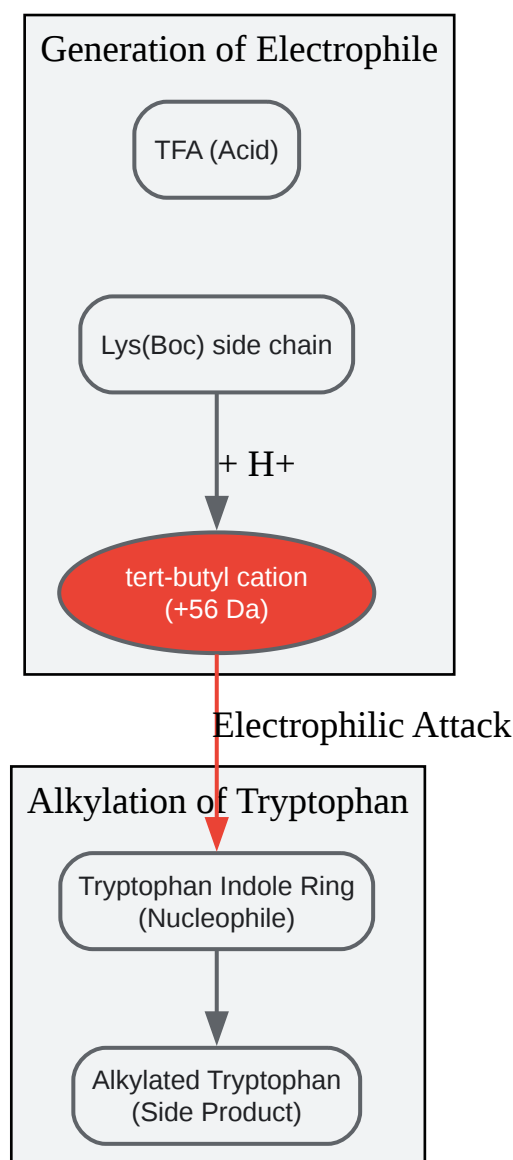 Generation of Electrophile
TFA (Acid)
Lys(Boc) side chain
+ H+
tert-butyl cation
(+56 Da)
Electrophilic Attack
Alkylation of Tryptophan
Tryptophan Indole Ring
(Nucleophile)
Alkylated Tryptophan
(Side Product)